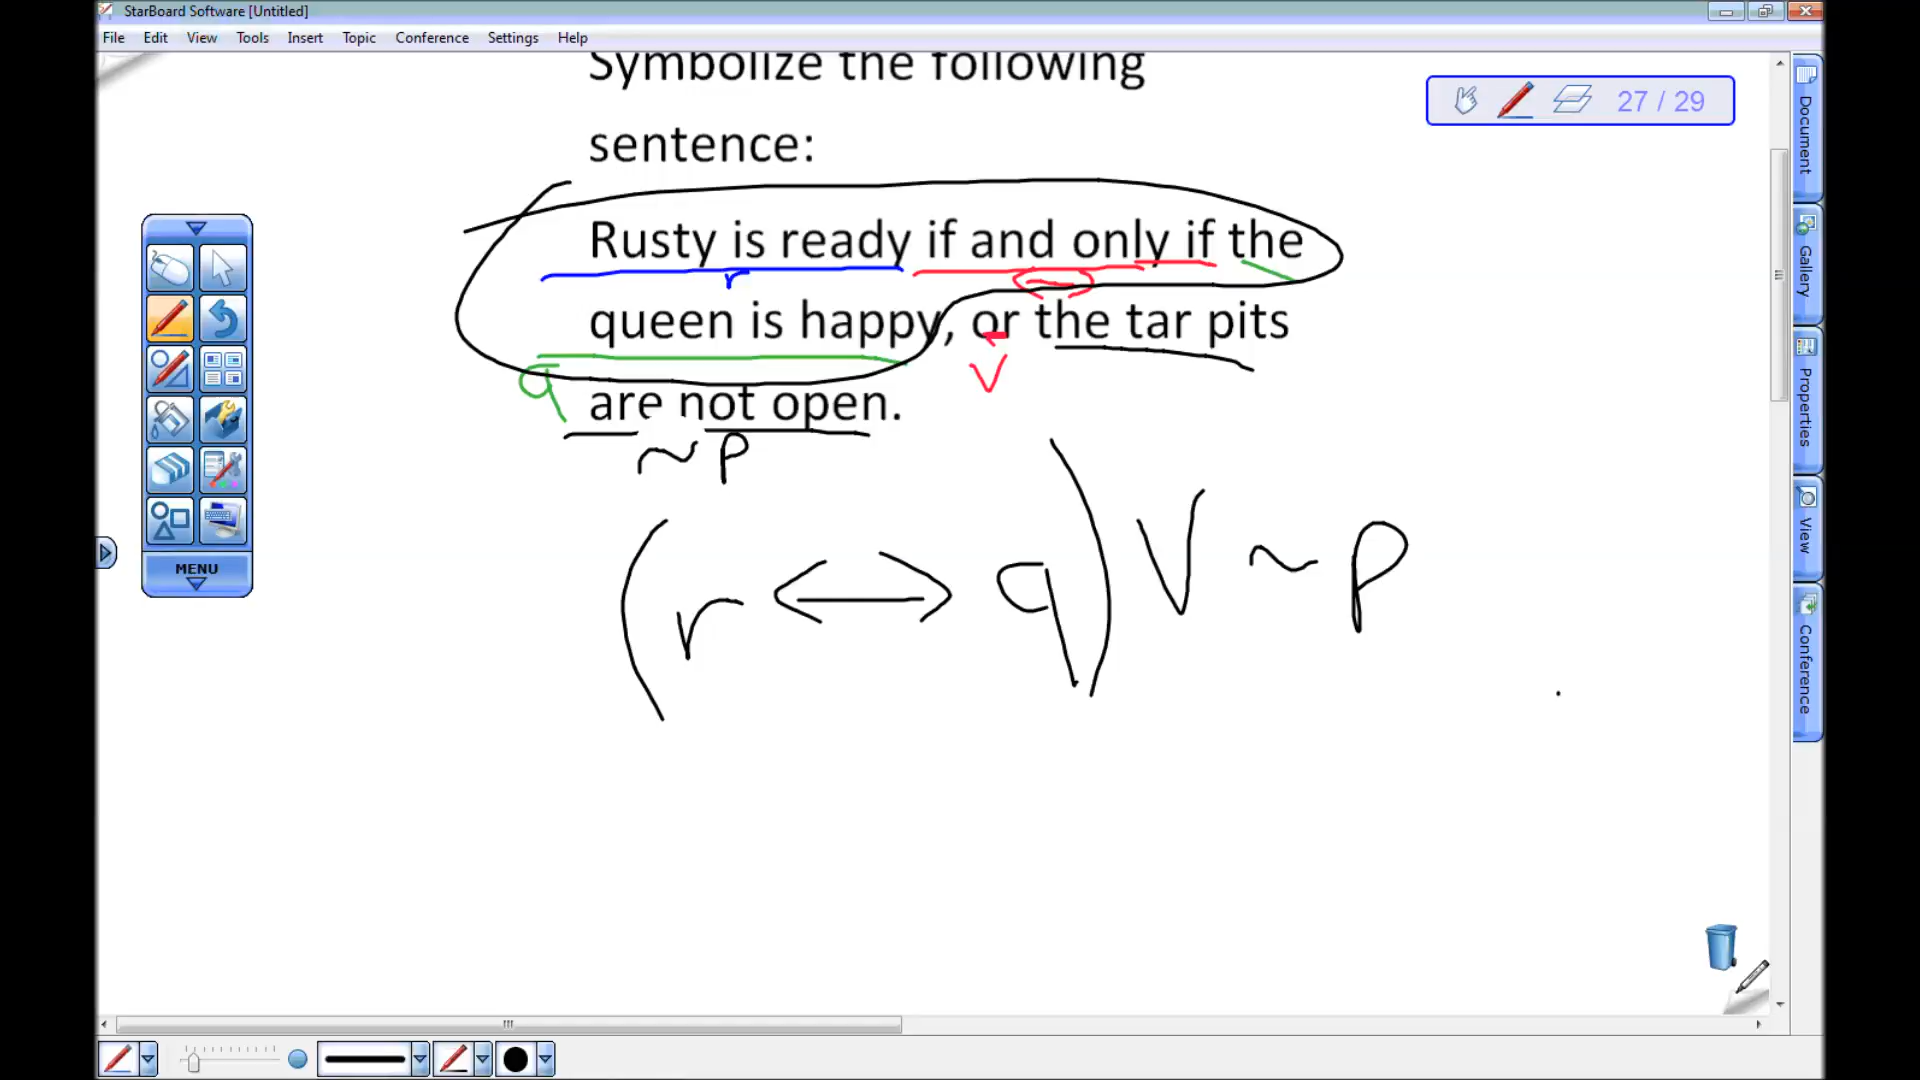 StarBoard Software [Untitled]
File Edit View Tools Insert Topic Conference Settings Help
Symbolize the following
27 / 29
sentence:
Rusty is ready if and only if the
r
queen is happy, or the tar pits
q V
are not open.
~ p
(r ↔ q) V ~ p
MENU
Document
Gallery
Properties
View
Conference